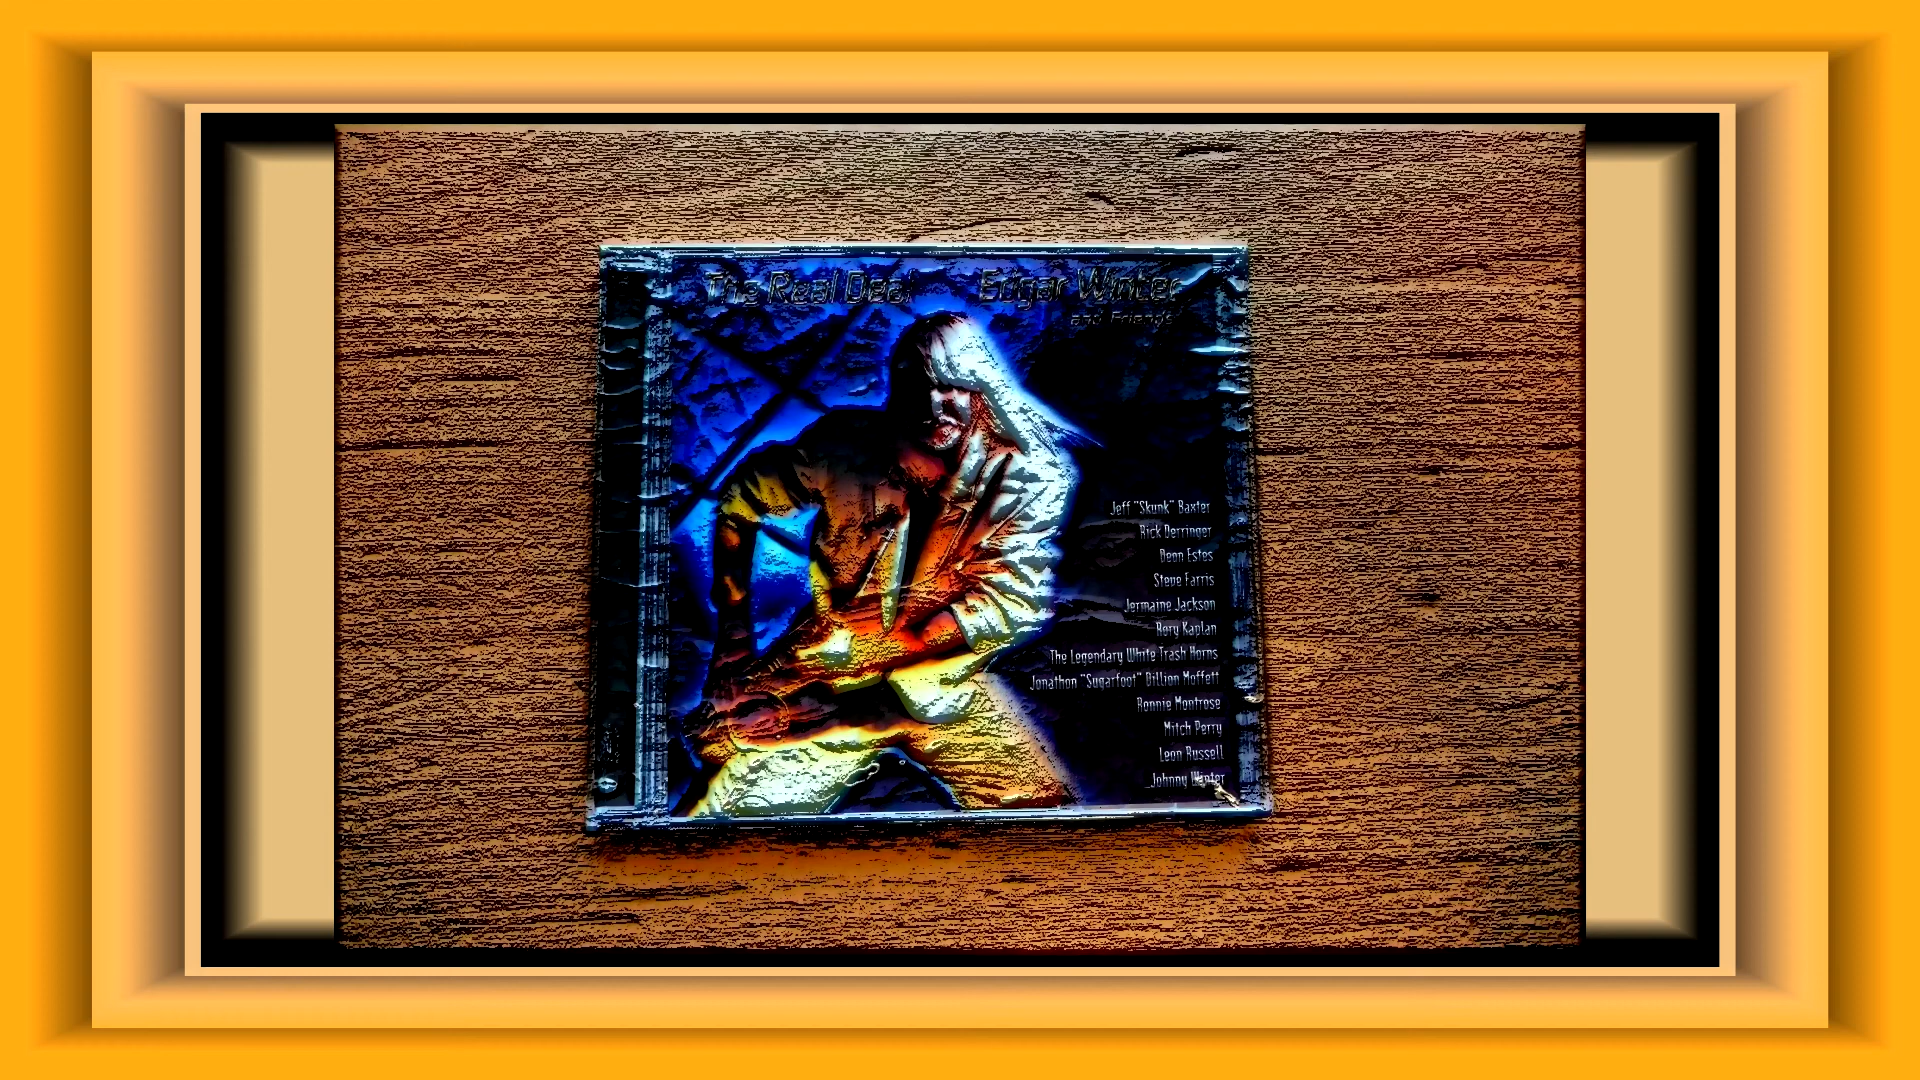 The Real Deal
Edgar Winter
and Friends
Jeff "Skunk" Baxter
Rick Derringer
Deon Estes
Steve Farris
Jermaine Jackson
Rory Kaplan
The Legendary White Trash Horns
Jonathon "Sugarfoot" Dillion Moffett
Ronnie Montrose
Mitch Perry
Leon Russell
Johnny Winter